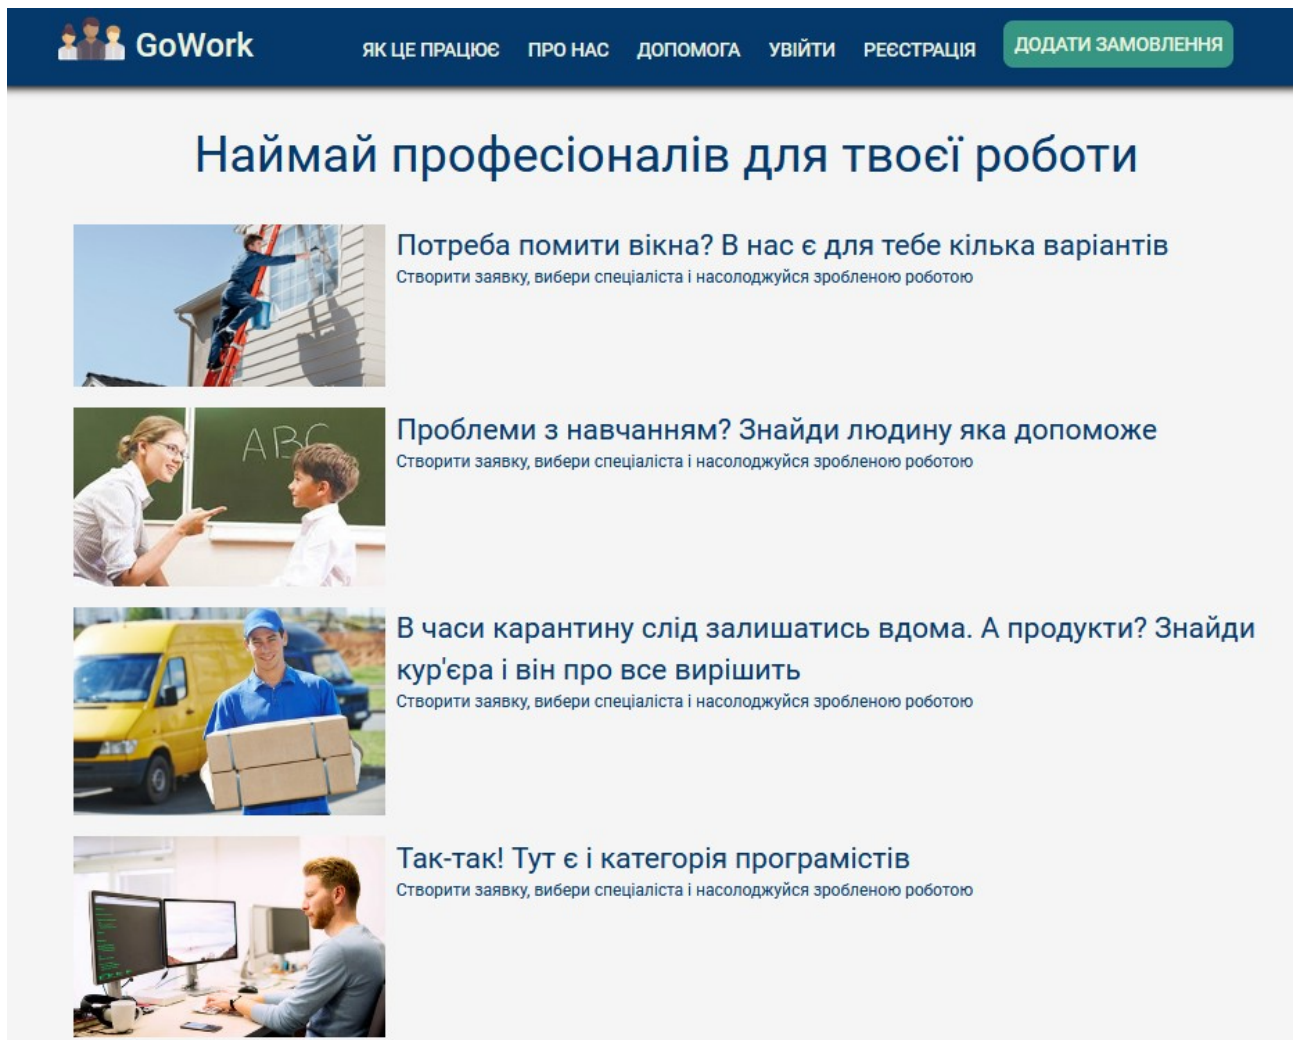 GoWork
ЯК ЦЕ ПРАЦЮЄ ПРО НАС ДОПОМОГА УВІЙТИ РЕЄСТРАЦІЯ ДОДАТИ ЗАМОВЛЕННЯ
Наймай професіоналів для твоєї роботи
Потреба помити вікна? В нас є для тебе кілька варіантів
Створити заявку, вибери спеціаліста і насолоджуйся зробленою роботою
ABC
Проблеми з навчанням? Знайди людину яка допоможе
Створити заявку, вибери спеціаліста і насолоджуйся зробленою роботою
В часи карантину слід залишатись вдома. А продукти? Знайди
кур'єра і він про все вирішить
Створити заявку, вибери спеціаліста і насолоджуйся зробленою роботою
Так-так! Тут є і категорія програмістів
Створити заявку, вибери спеціаліста і насолоджуйся зробленою роботою